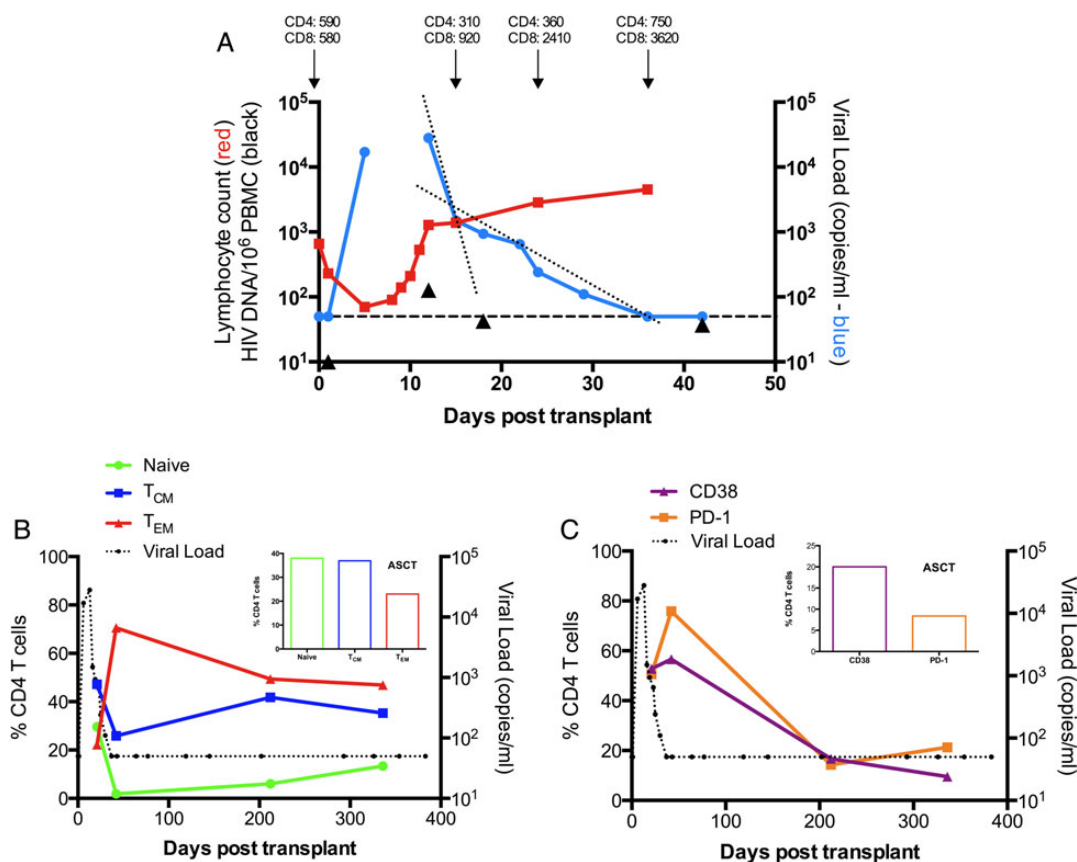 CD4: 590 CD4: 310 CD4: 360 CD4: 750
CD8: 580 CD8: 920 CD8: 2410 CD8: 3620
A
Lymphocyte count (red)
HIV DNA/10⁶ PBMC (black)
10⁵
10⁴
10³
10²
10¹
10⁵
10⁴
10³
10²
10¹
Viral Load (copies/ml - blue)
0 10 20 30 40 50
Days post transplant
B
Naive
T_CM
T_EM
Viral Load
% CD4 T cells
100
80
60
40
20
0
10⁵
10⁴
10³
10²
10¹
Viral Load (copies/ml)
0 100 200 300 400
Days post transplant
ASCT
% CD4 T cells
40
30
20
10
0
Naive T_CM T_EM
C
CD38
PD-1
Viral Load
% CD4 T cells
100
80
60
40
20
0
10⁵
10⁴
10³
10²
10¹
Viral Load (copies/ml)
0 100 200 300 400
Days post transplant
ASCT
% CD4 T cells
25
20
15
10
5
0
CD38 PD-1